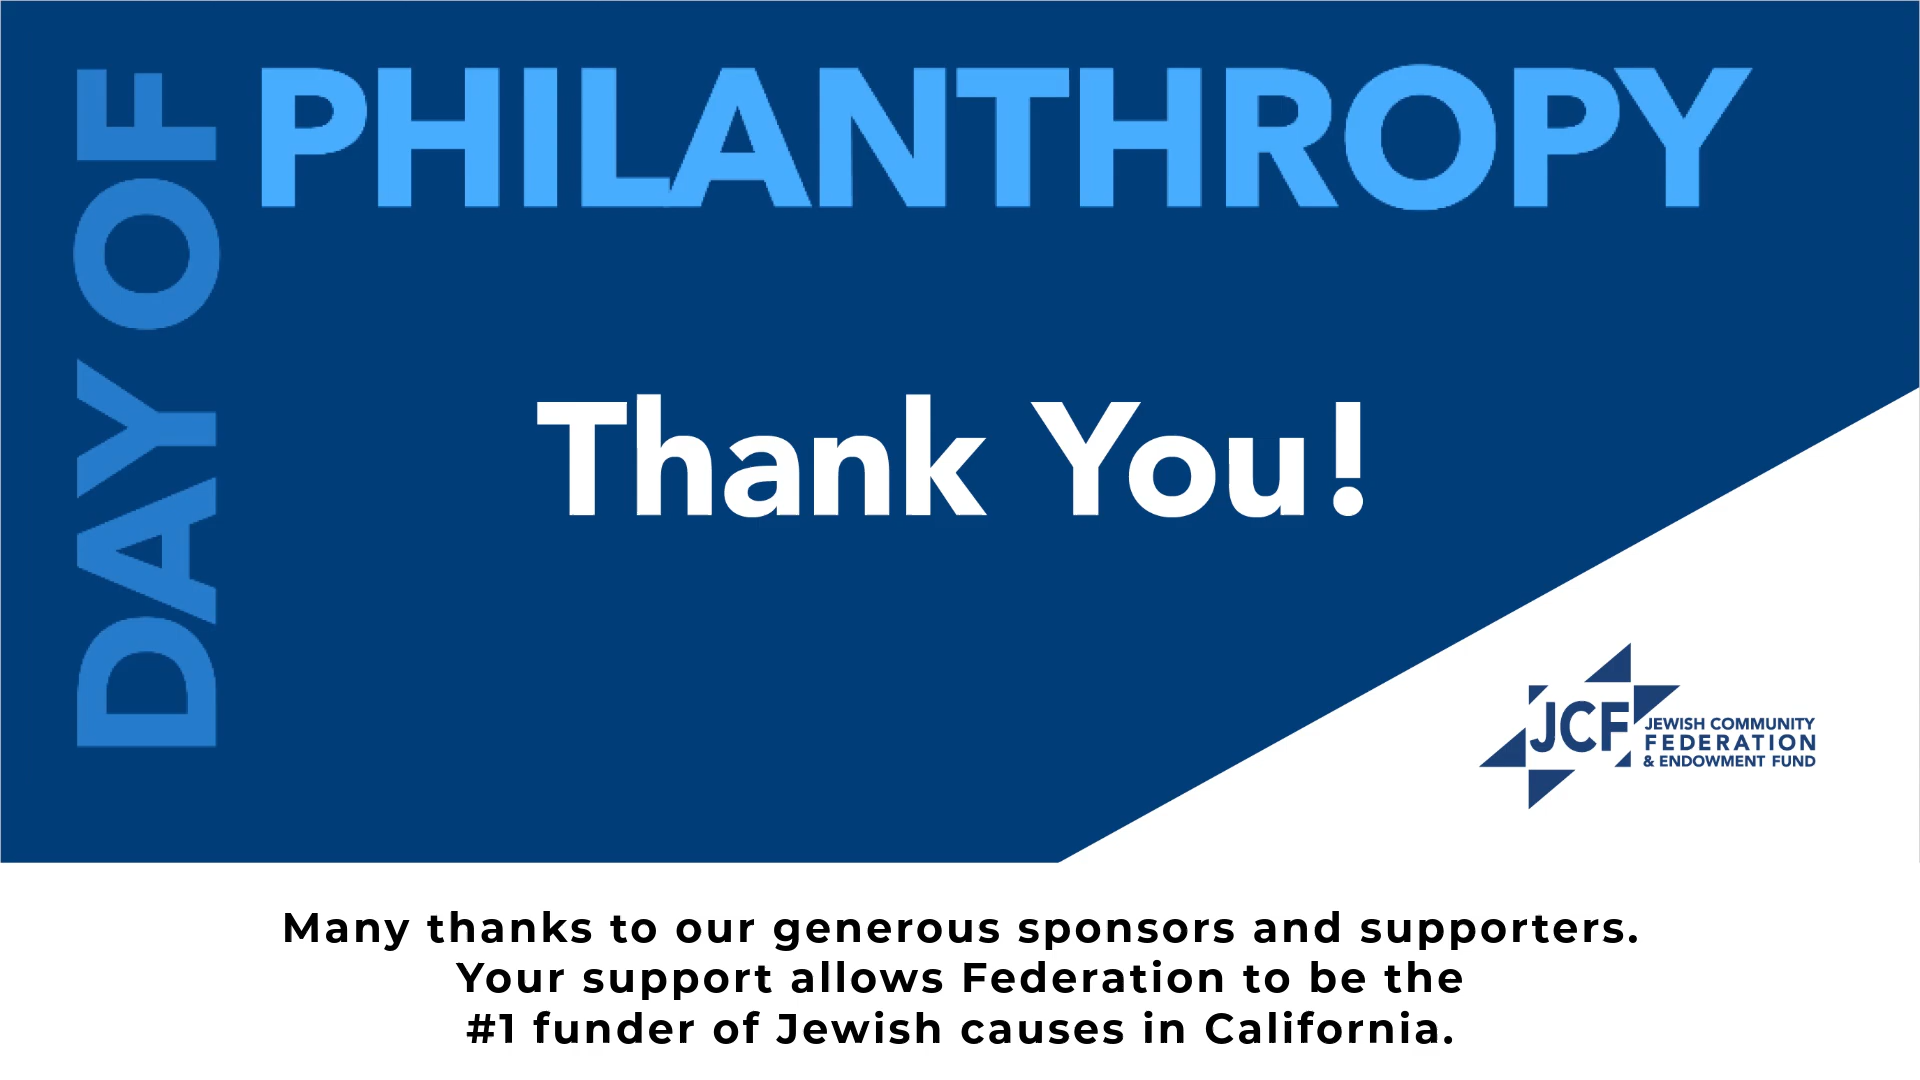 DAY OF
PHILANTHROPY
Thank You!
JCF
JEWISH COMMUNITY
FEDERATION
& ENDOWMENT FUND
Many thanks to our generous sponsors and supporters.
Your support allows Federation to be the
#1 funder of Jewish causes in California.